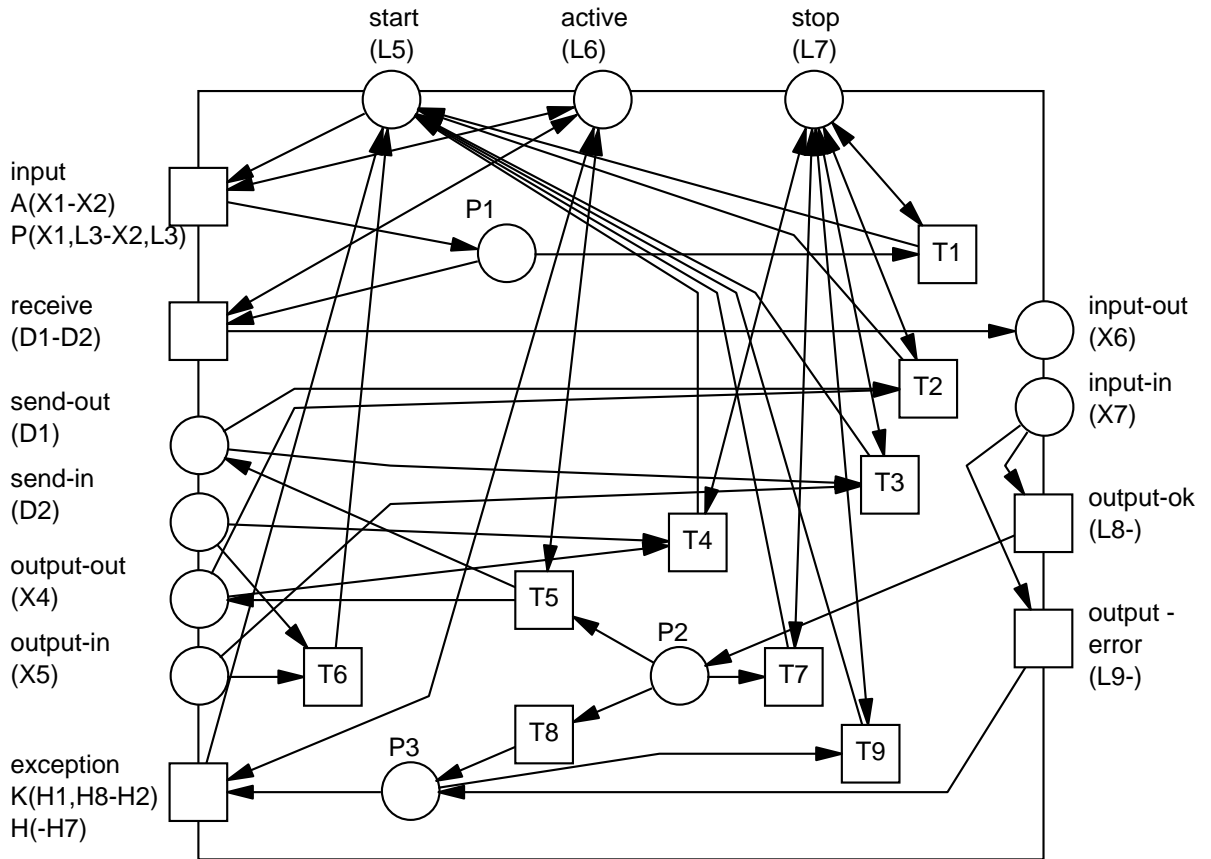 start
(L5)
active
(L6)
stop
(L7)
input
A(X1-X2)
P(X1,L3-X2,L3)
P1
T1
receive
(D1-D2)
input-out
(X6)
T2
input-in
(X7)
send-out
(D1)
T3
send-in
(D2)
output-ok
(L8-)
T4
output-out
(X4)
T5
output -
error
(L9-)
output-in
(X5)
P2
T6
T7
T8
P3
T9
exception
K(H1,H8-H2)
H(-H7)